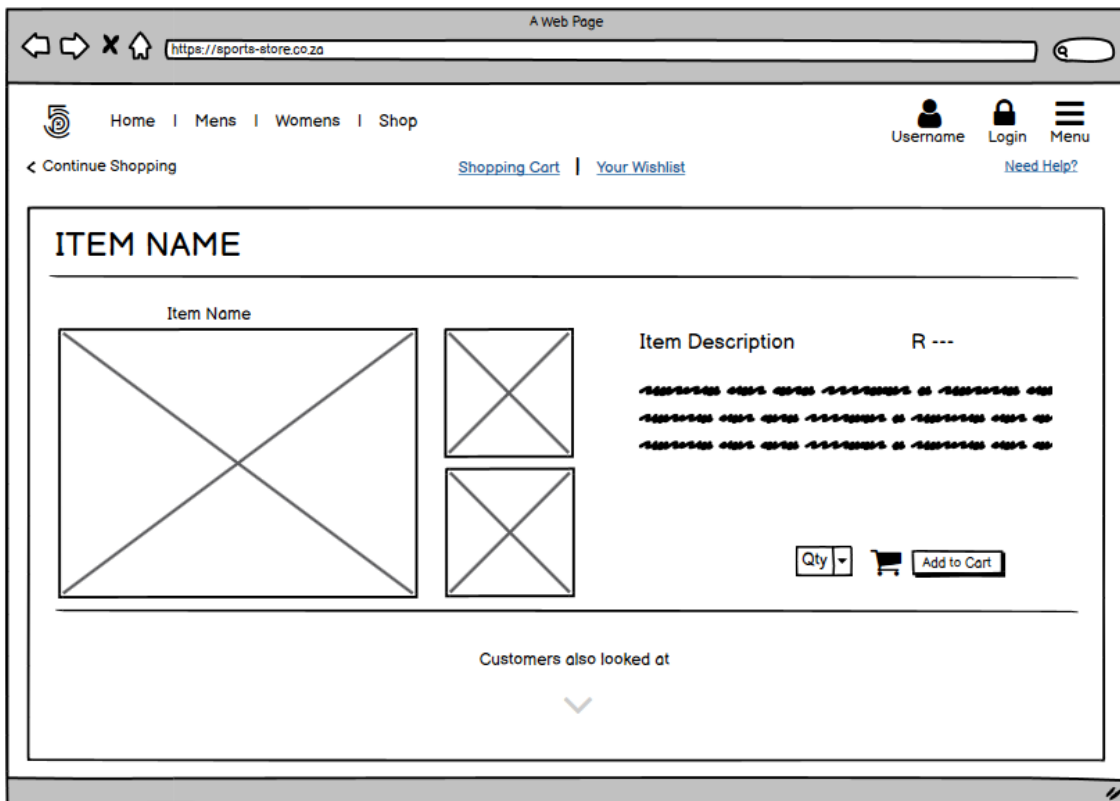 A Web Page
https://sports-store.co.za
5 Home | Mens | Womens | Shop
Username Login Menu
< Continue Shopping
Shopping Cart | Your Wishlist
Need Help?
ITEM NAME
Item Name
Item Description R ---
Qty Add to Cart
Customers also looked at